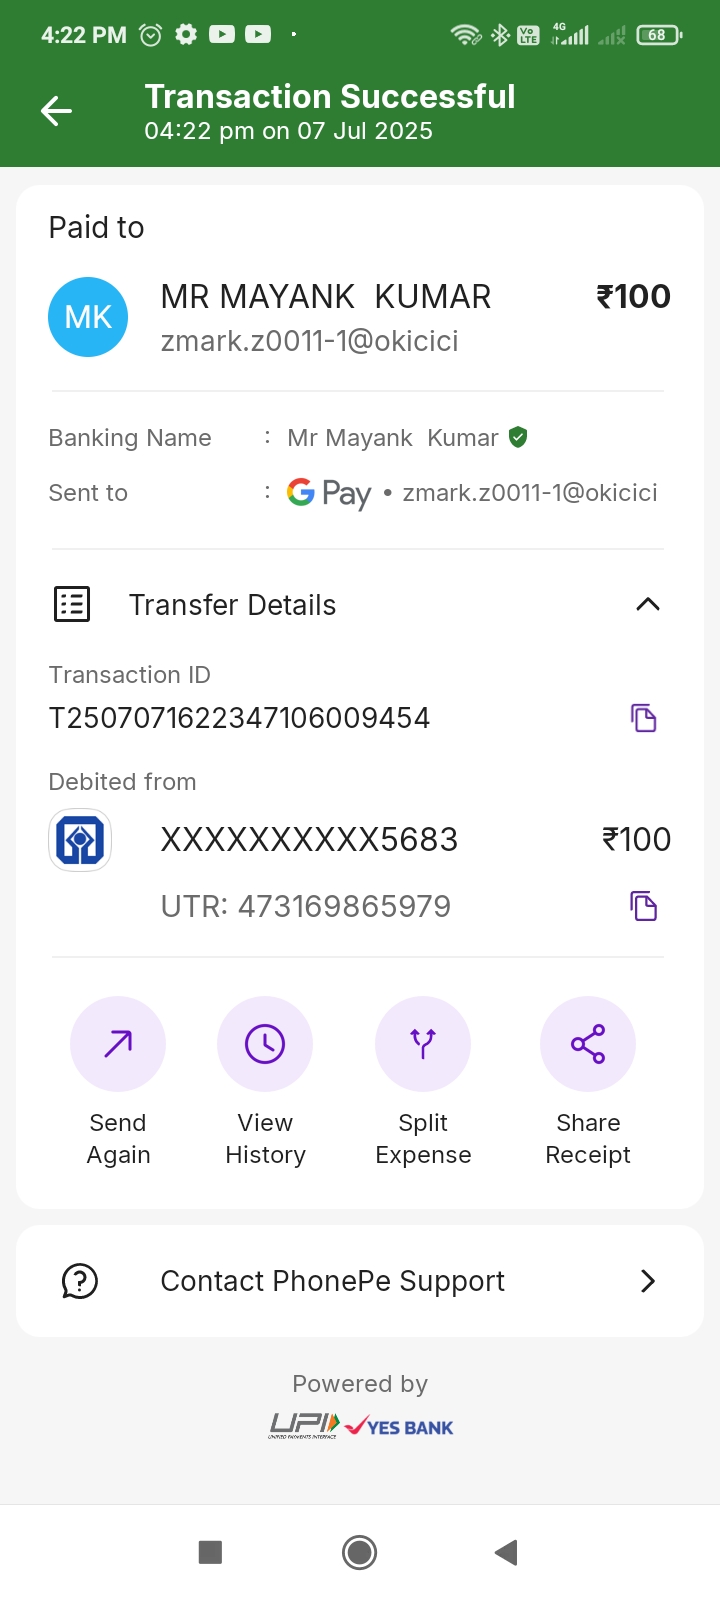 4:22 PM
Vo LTE 4G 68
Transaction Successful
04:22 pm on 07 Jul 2025
Paid to
MK
MR MAYANK  KUMAR ₹100
zmark.z0011-1@okicici
Banking Name : Mr Mayank  Kumar
Sent to : G Pay • zmark.z0011-1@okicici
Transfer Details
Transaction ID
T2507071622347106009454
Debited from
XXXXXXXXXX5683 ₹100
UTR: 473169865979
Send Again
View History
Split Expense
Share Receipt
Contact PhonePe Support
Powered by
UPI YES BANK
UNIFIED PAYMENTS INTERFACE